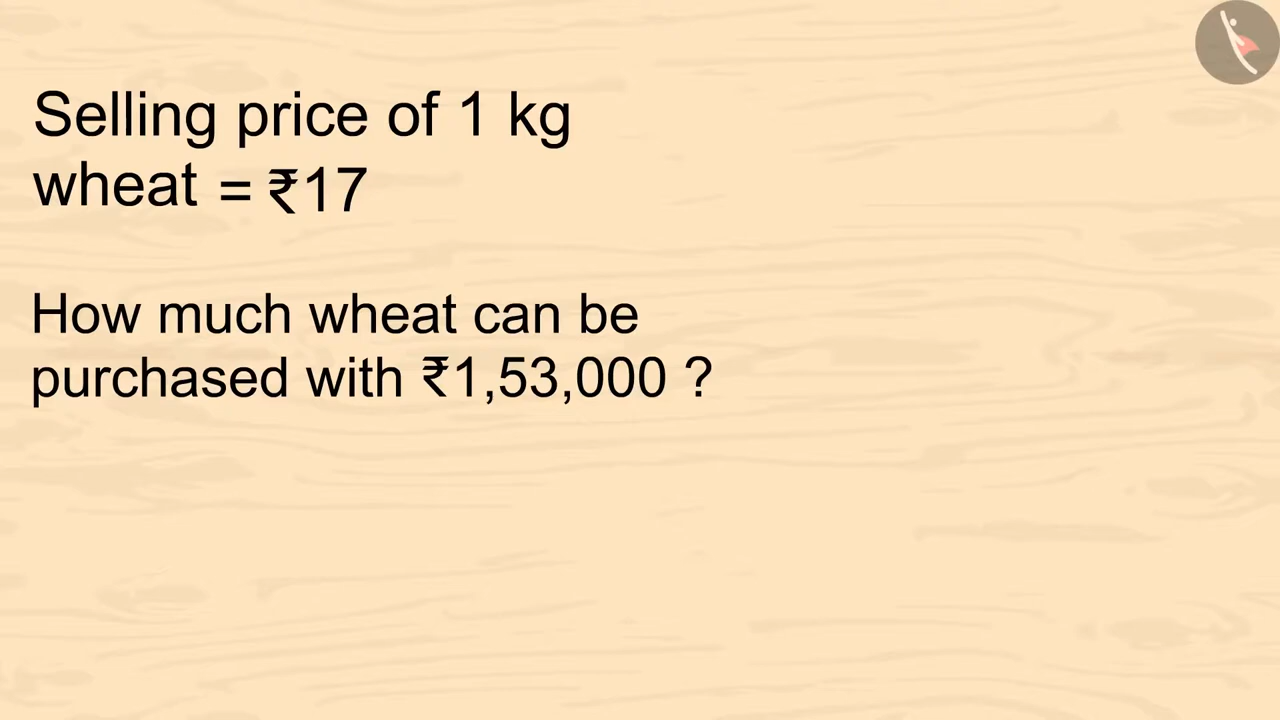 Selling price of 1 kg
wheat = ₹17
How much wheat can be
purchased with ₹1,53,000 ?